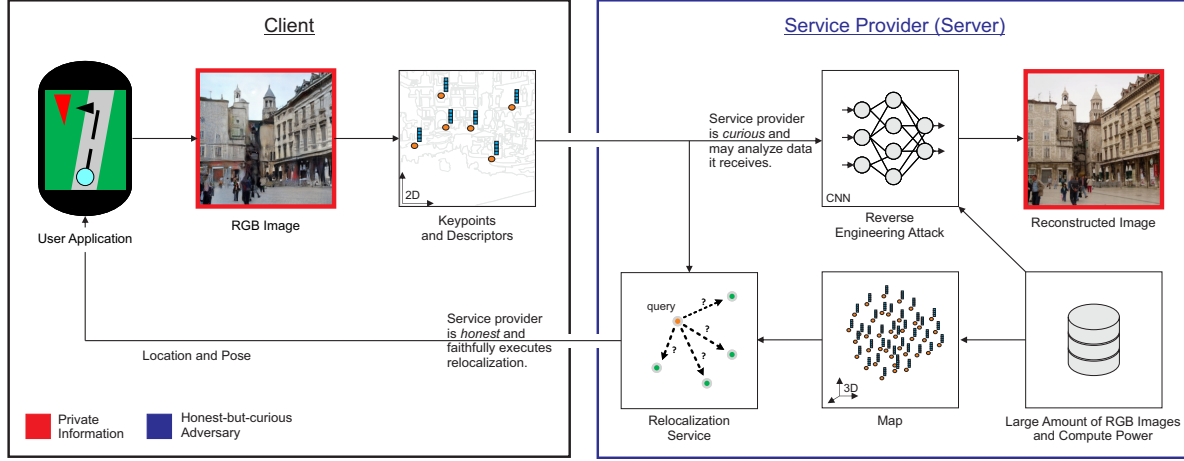 Client
User Application
RGB Image
2D
Keypoints
and Descriptors
Service provider
is honest and
faithfully executes
relocalization.
Location and Pose
Private
Information
Honest-but-curious
Adversary
Service Provider (Server)
Service provider
is curious and
may analyze data
it receives.
CNN
Reverse
Engineering Attack
Reconstructed Image
query
?
?
?
?
Relocalization
Service
3D
Map
Large Amount of RGB Images
and Compute Power